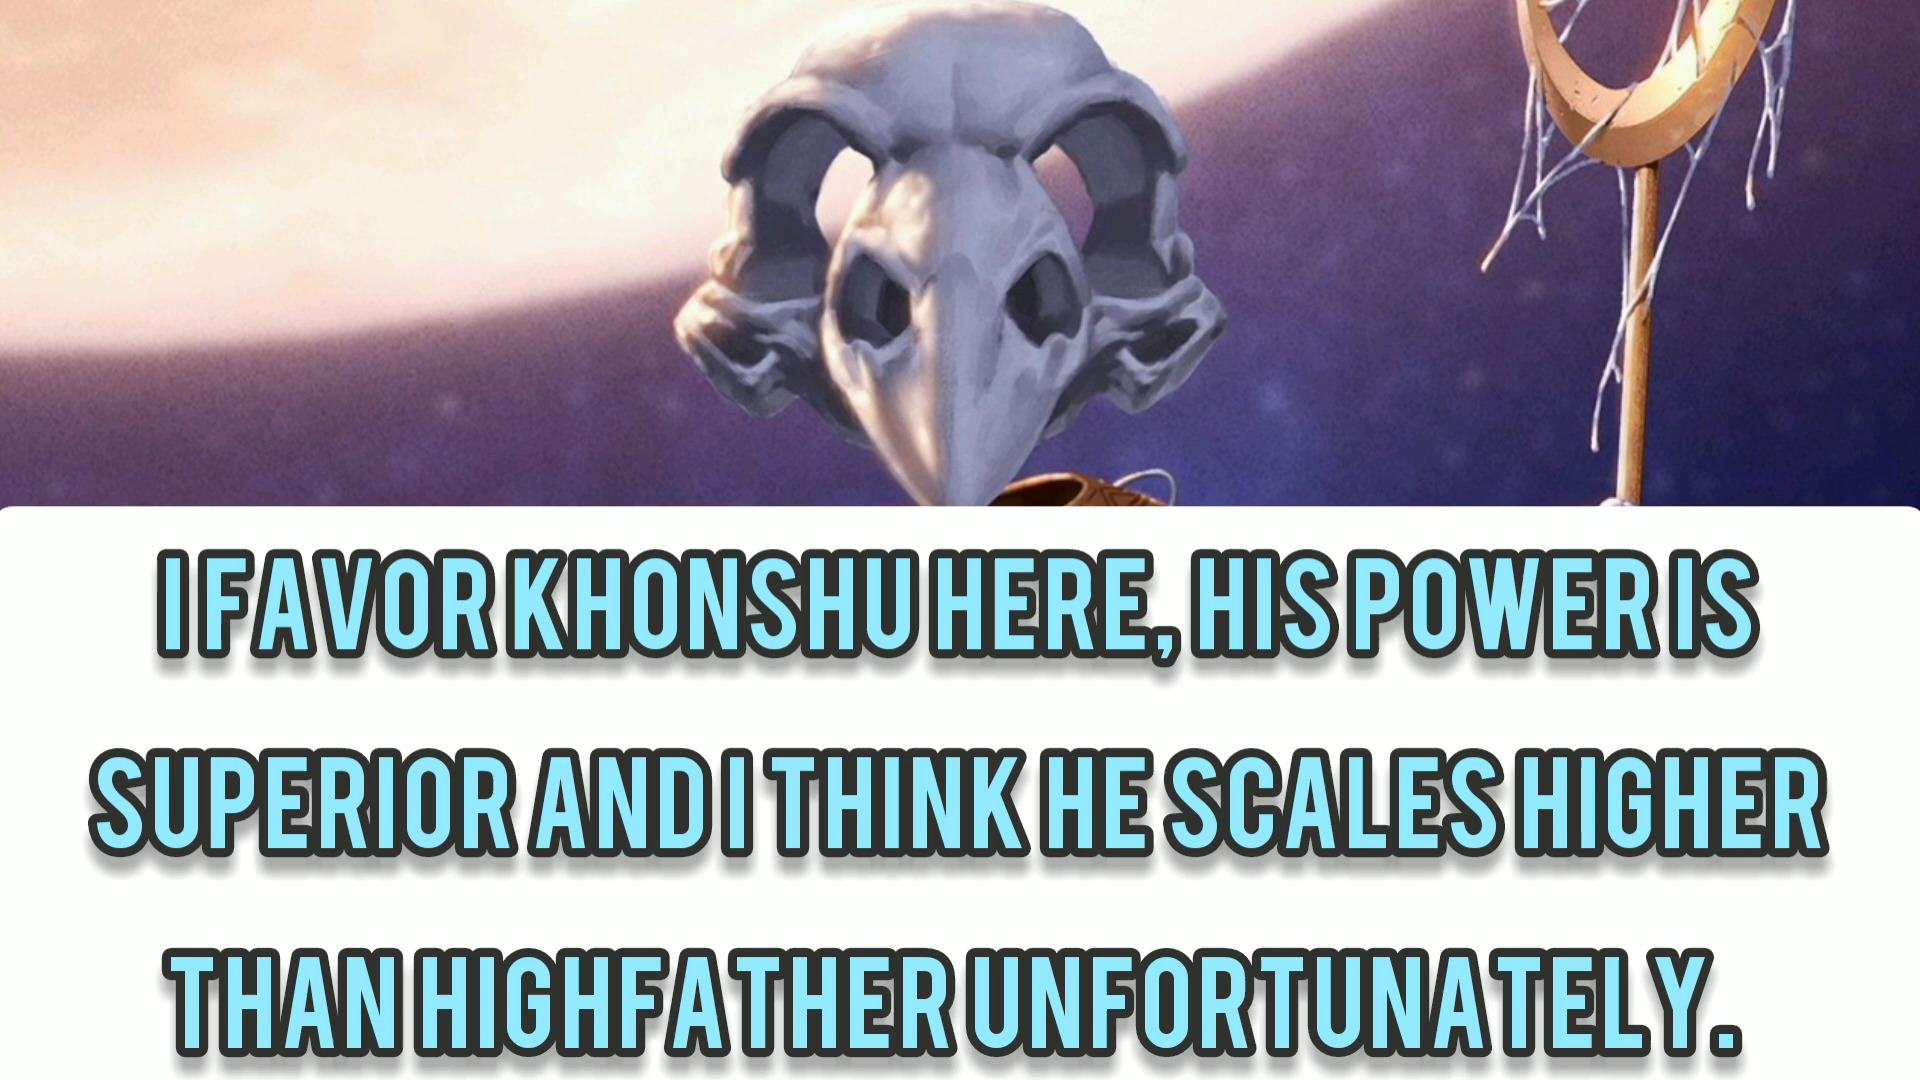 I FAVOR KHONSHU HERE, HIS POWER IS
SUPERIOR AND I THINK HE SCALES HIGHER
THAN HIGHFATHER UNFORTUNATELY.